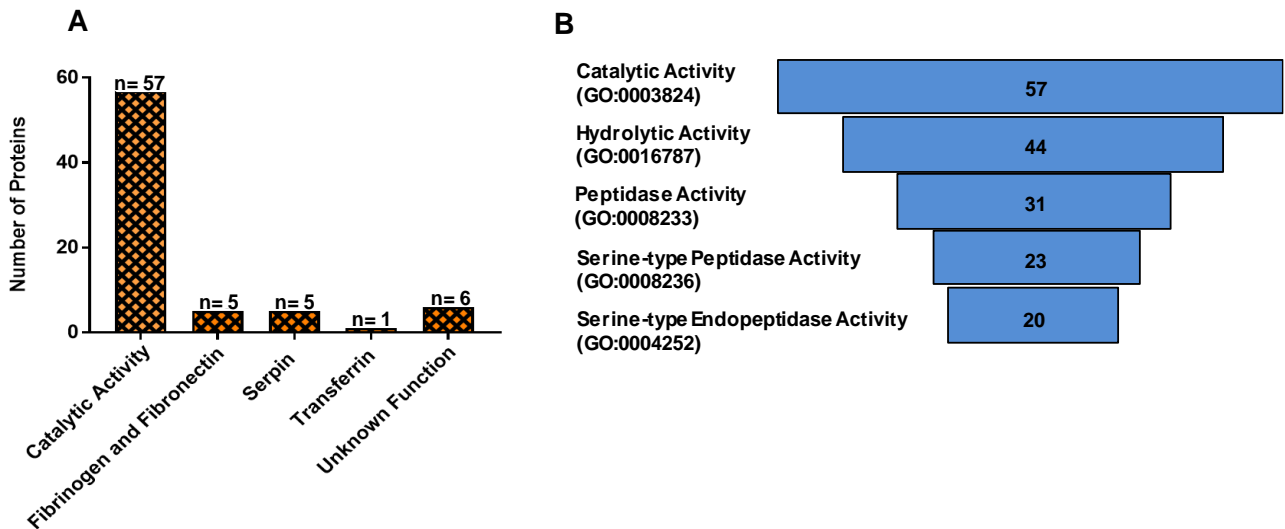 A
Number of Proteins
60
40
20
0
n= 57
n= 5
n= 5
n= 1
n= 6
Catalytic Activity
Fibrinogen and Fibronectin
Serpin
Transferrin
Unknown Function
B
Catalytic Activity
(GO:0003824)
57
Hydrolytic Activity
(GO:0016787)
44
Peptidase Activity
(GO:0008233)
31
Serine-type Peptidase Activity
(GO:0008236)
23
Serine-type Endopeptidase Activity
(GO:0004252)
20